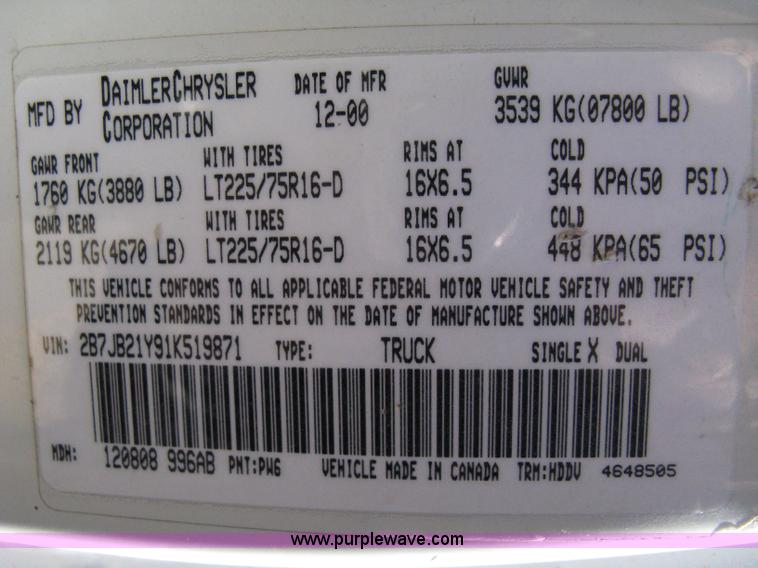 MFD BY DAIMLERCHRYSLER CORPORATION DATE OF MFR 12-00 GVWR 3539 KG(07800 LB)
GAWR FRONT WITH TIRES RIMS AT COLD
1760 KG(3880 LB) LT225/75R16-D 16X6.5 344 KPA(50 PSI)
GAWR REAR WITH TIRES RIMS AT COLD
2119 KG(4670 LB) LT225/75R16-D 16X6.5 448 KPA(65 PSI)
THIS VEHICLE CONFORMS TO ALL APPLICABLE FEDERAL MOTOR VEHICLE SAFETY AND THEFT
PREVENTION STANDARDS IN EFFECT ON THE DATE OF MANUFACTURE SHOWN ABOVE.
VIN: 2B7JB21Y91K519871 TYPE: TRUCK SINGLE X DUAL
MDH: 120808 996AB PNT:PW6 VEHICLE MADE IN CANADA TRM:HDDV 4648505
www.purplewave.com